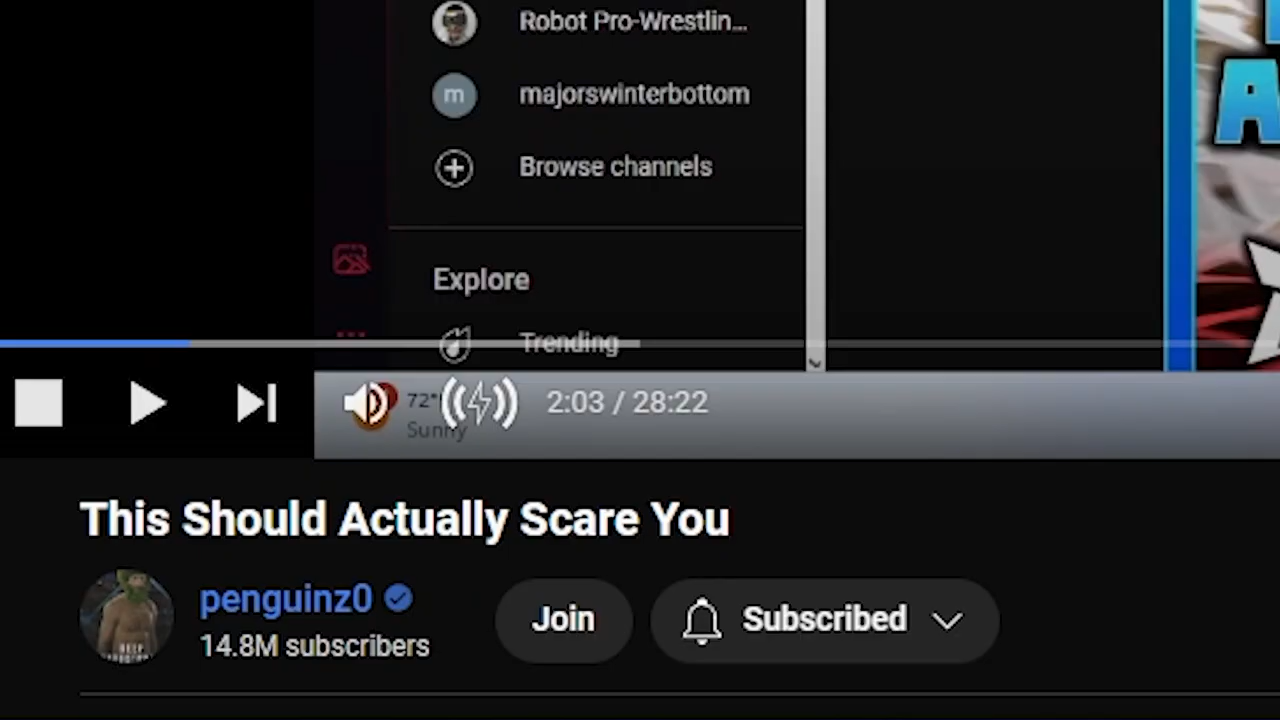 Robot Pro-Wrestlin...
m
majorswinterbottom
Browse channels
Explore
Trending
A
72°
Sunny
2:03 / 28:22
This Should Actually Scare You
penguinz0
14.8M subscribers
Join
Subscribed